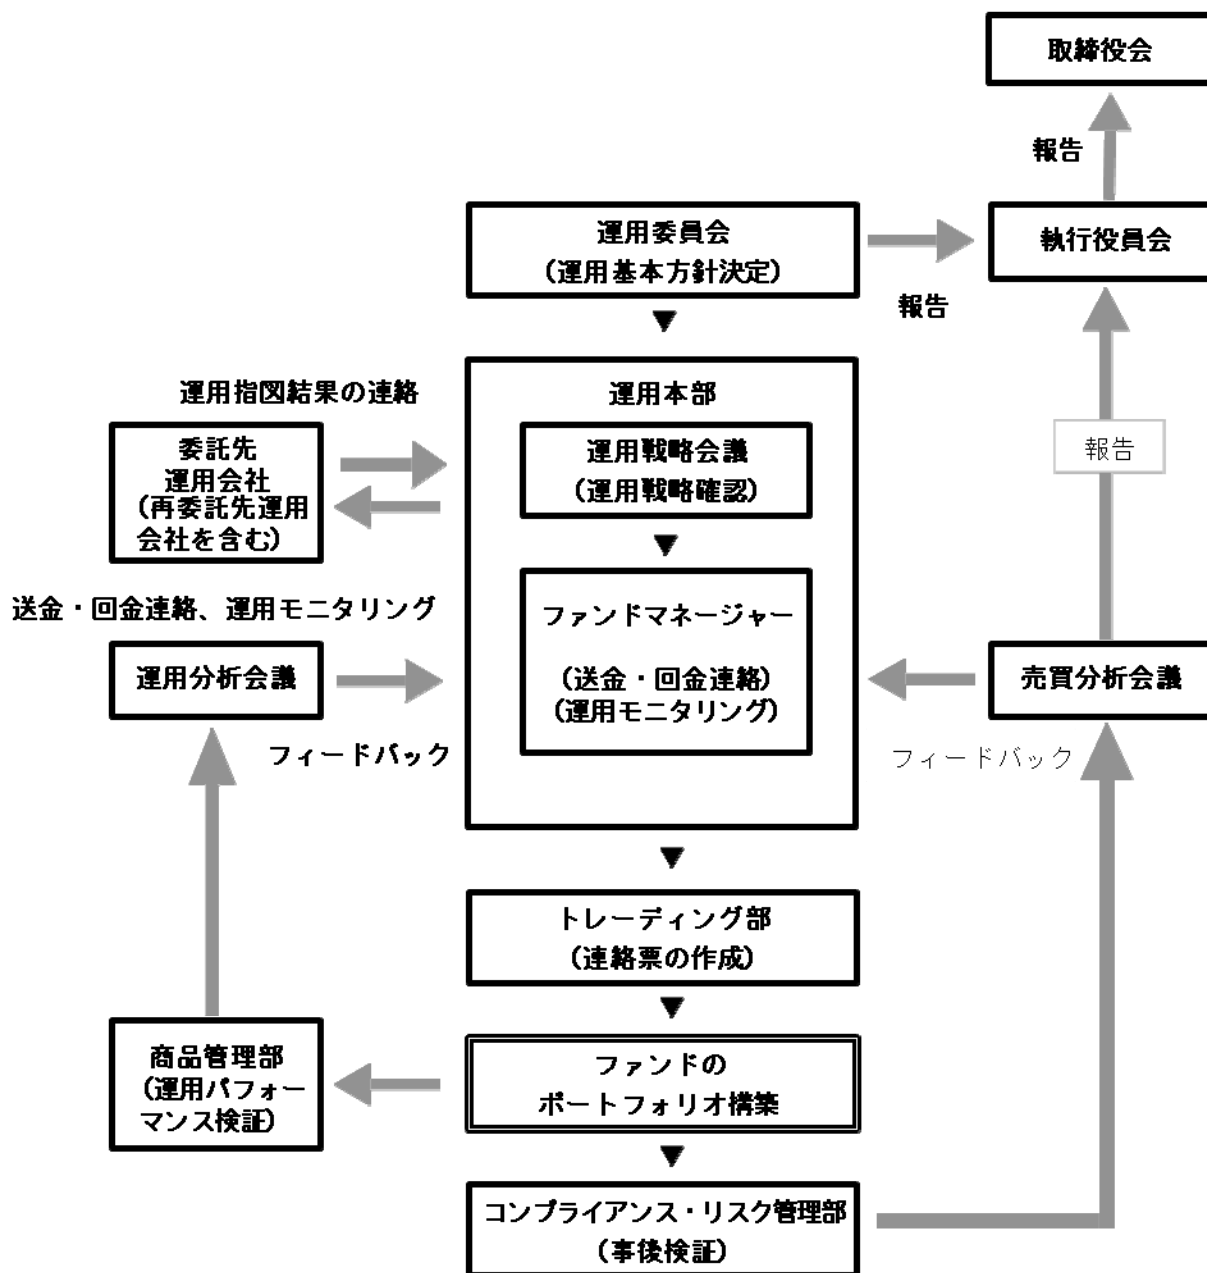 取締役会
報告
運用委員会
(運用基本方針決定)
執行役員会
報告
運用指図結果の連絡
運用本部
委託先
運用会社
(再委託先運用
会社を含む)
運用戦略会議
(運用戦略確認)
報告
送金・回金連絡、運用モニタリング
ファンドマネージャー
(送金・回金連絡)
(運用モニタリング)
運用分析会議
売買分析会議
フィードバック
フィードバック
トレーディング部
(連絡票の作成)
商品管理部
(運用パフォー
マンス検証)
ファンドの
ポートフォリオ構築
コンプライアンス・リスク管理部
(事後検証)